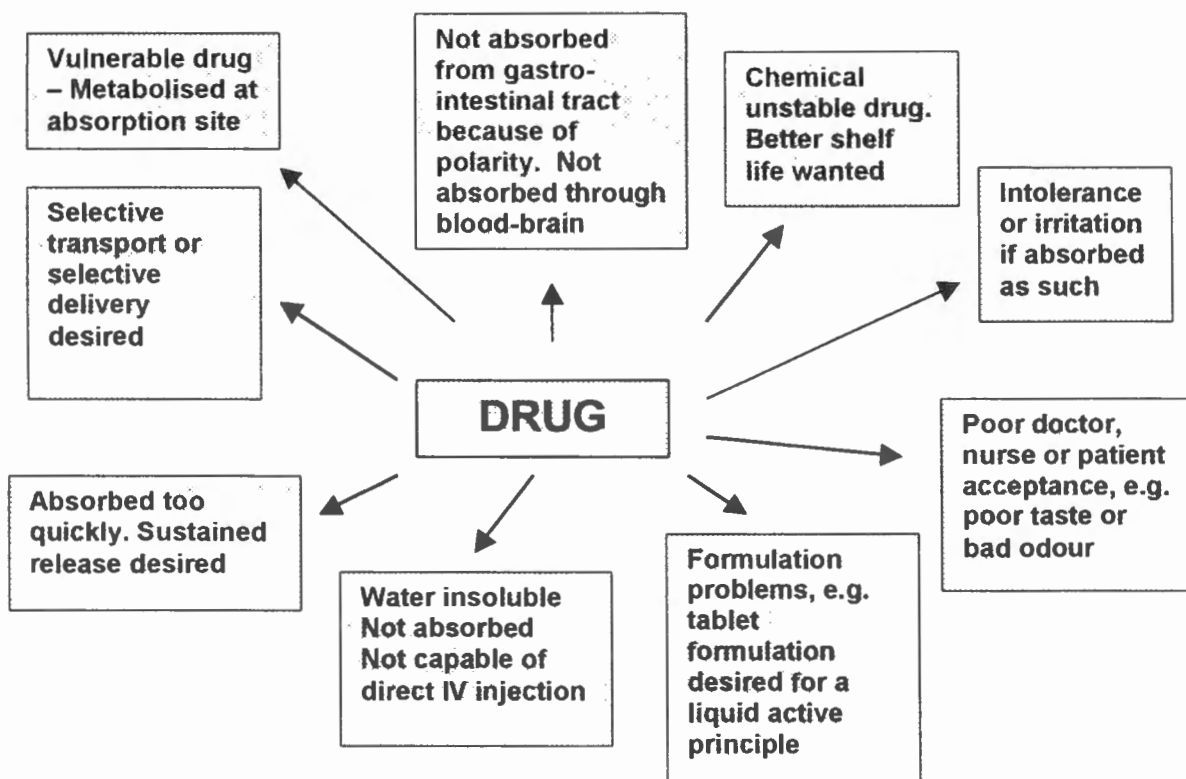 Vulnerable drug
– Metabolised at
absorption site
Not absorbed
from gastro-
intestinal tract
because of
polarity. Not
absorbed through
blood-brain
Chemical
unstable drug.
Better shelf
life wanted
Intolerance
or irritation
if absorbed
as such
Selective
transport or
selective
delivery
desired
DRUG
Poor doctor,
nurse or patient
acceptance, e.g.
poor taste or
bad odour
Absorbed too
quickly. Sustained
release desired
Water insoluble
Not absorbed
Not capable of
direct IV injection
Formulation
problems, e.g.
tablet
formulation
desired for a
liquid active
principle